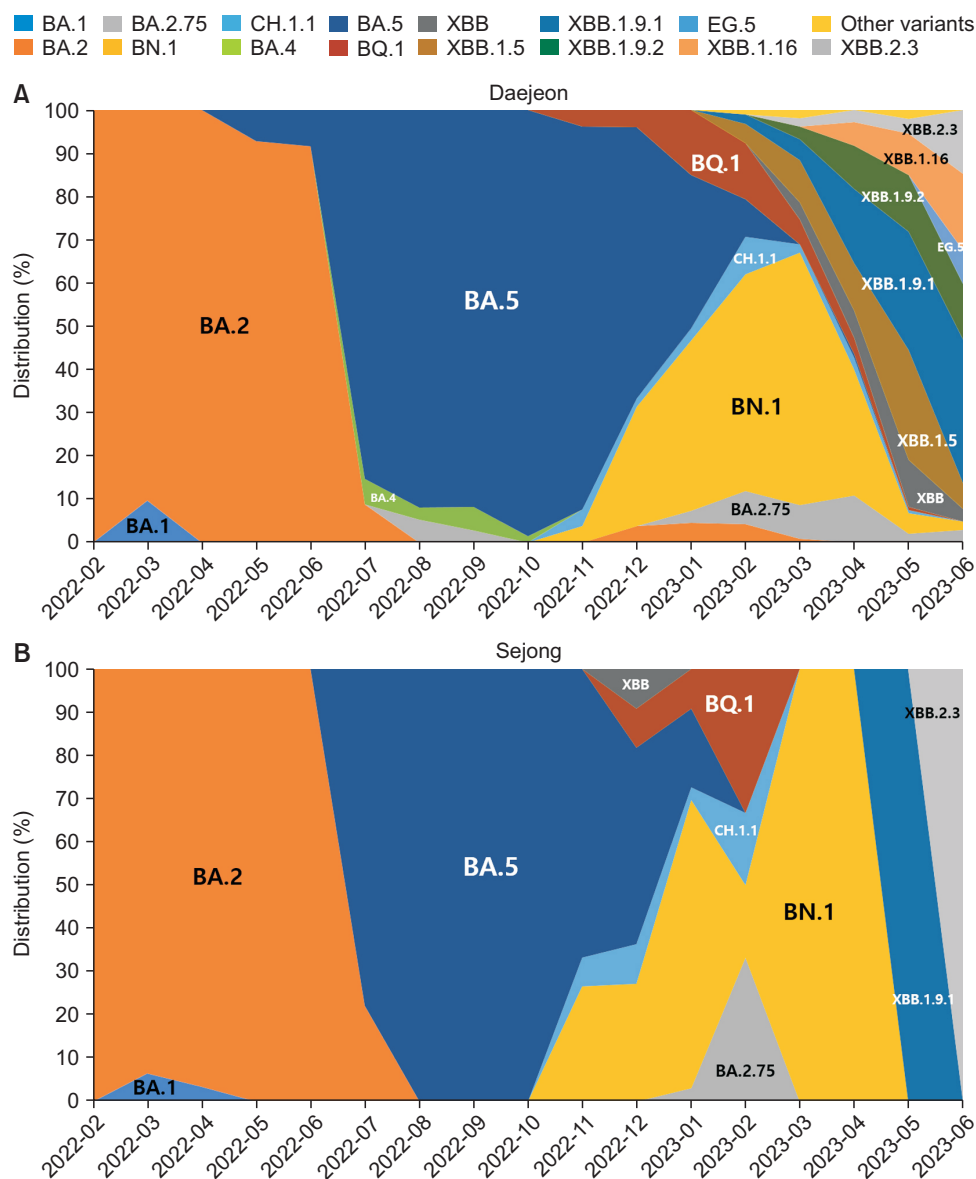 BA.1 BA.2.75 CH.1.1 BA.5 XBB XBB.1.9.1 EG.5 Other variants
BA.2 BN.1 BA.4 BQ.1 XBB.1.5 XBB.1.9.2 XBB.1.16 XBB.2.3
A
Daejeon
Distribution (%)
100
90
80
70
60
50
40
30
20
10
0
XBB.2.3
XBB.1.16
BQ.1
XBB.1.9.2
EG.5
CH.1.1
XBB.1.9.1
BA.5
BA.2
BN.1
XBB.1.5
BA.4
XBB
BA.2.75
BA.1
2022-02 2022-03 2022-04 2022-05 2022-06 2022-07 2022-08 2022-09 2022-10 2022-11 2022-12 2023-01 2023-02 2023-03 2023-04 2023-05 2023-06
B
Sejong
Distribution (%)
100
90
80
70
60
50
40
30
20
10
0
XBB
BQ.1
XBB.2.3
CH.1.1
BA.5
BA.2
BN.1
XBB.1.9.1
BA.2.75
BA.1
2022-02 2022-03 2022-04 2022-05 2022-06 2022-07 2022-08 2022-09 2022-10 2022-11 2022-12 2023-01 2023-02 2023-03 2023-04 2023-05 2023-06